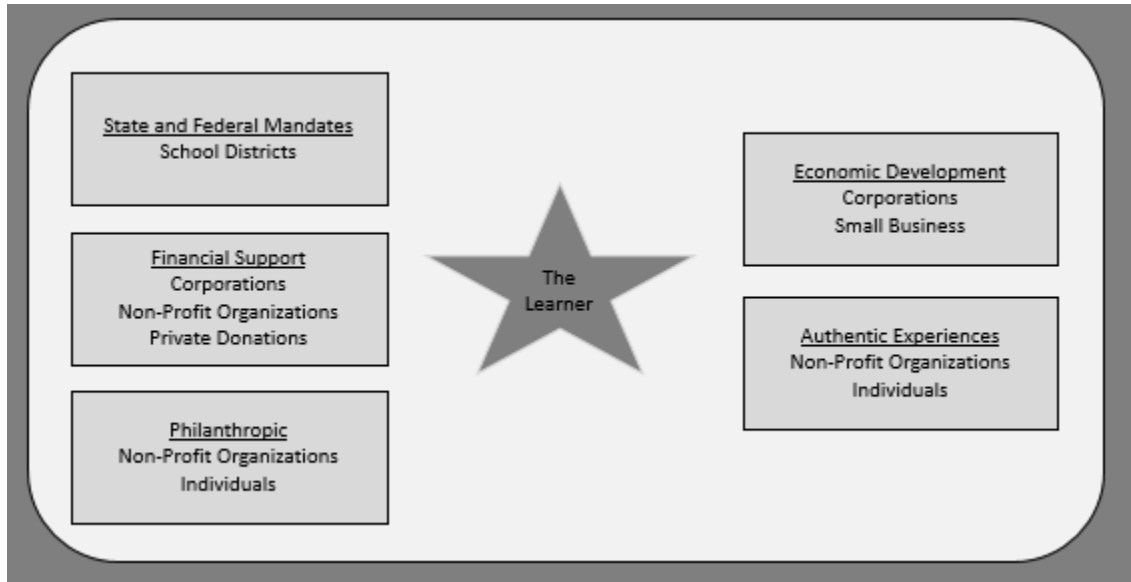 State and Federal Mandates
School Districts
Financial Support
Corporations
Non-Profit Organizations
Private Donations
Philanthropic
Non-Profit Organizations
Individuals
The
Learner
Economic Development
Corporations
Small Business
Authentic Experiences
Non-Profit Organizations
Individuals